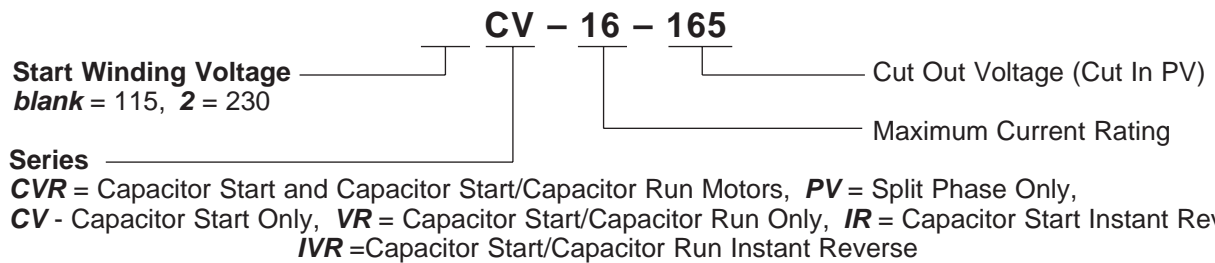 CV – 16 – 165
Start Winding Voltage
blank = 115, 2 = 230
Cut Out Voltage (Cut In PV)
Maximum Current Rating
Series
CVR = Capacitor Start and Capacitor Start/Capacitor Run Motors, PV = Split Phase Only,
CV - Capacitor Start Only, VR = Capacitor Start/Capacitor Run Only, IR = Capacitor Start Instant
IVR =Capacitor Start/Capacitor Run Instant Reverse